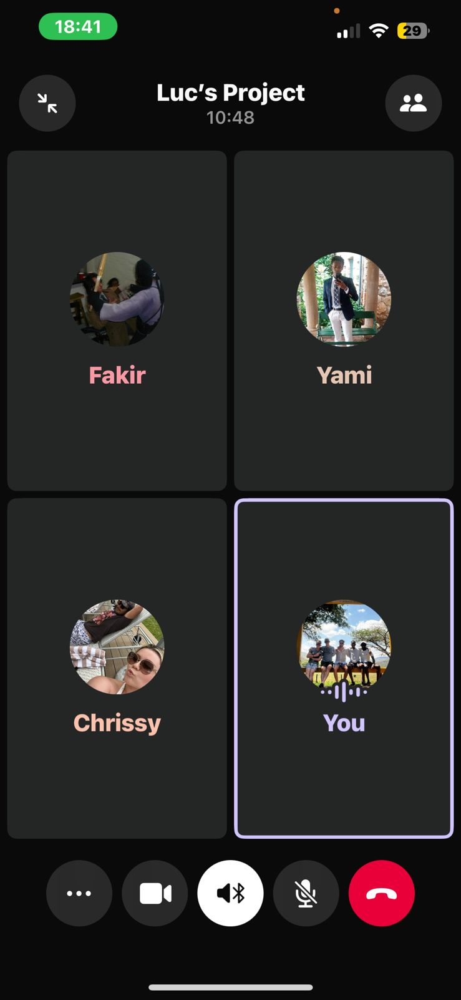 18:41
29
Luc’s Project
10:48
Fakir
Yami
Chrissy
You